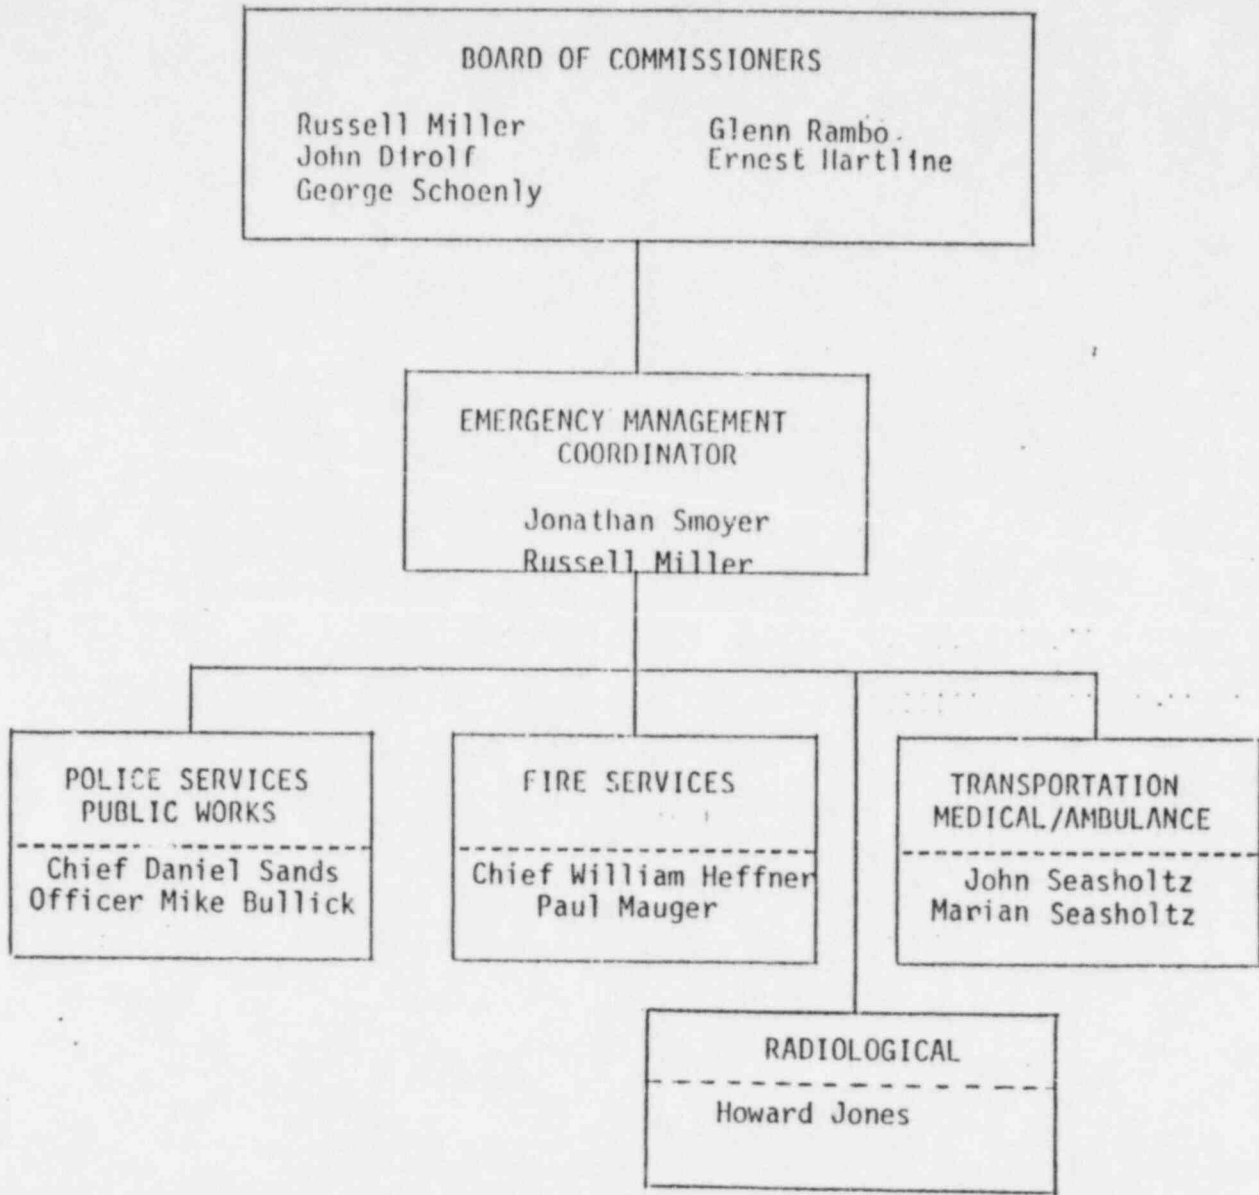 BOARD OF COMMISSIONERS
Russell Miller
John Dirolf
George Schoenly
Glenn Rambo
Ernest Hartline
EMERGENCY MANAGEMENT
COORDINATOR
Jonathan Smoyer
Russell Miller
POLICE SERVICES
PUBLIC WORKS
Chief Daniel Sands
Officer Mike Bullick
FIRE SERVICES
Chief William Heffner
Paul Mauger
TRANSPORTATION
MEDICAL/AMBULANCE
John Seasholtz
Marian Seasholtz
RADIOLOGICAL
Howard Jones